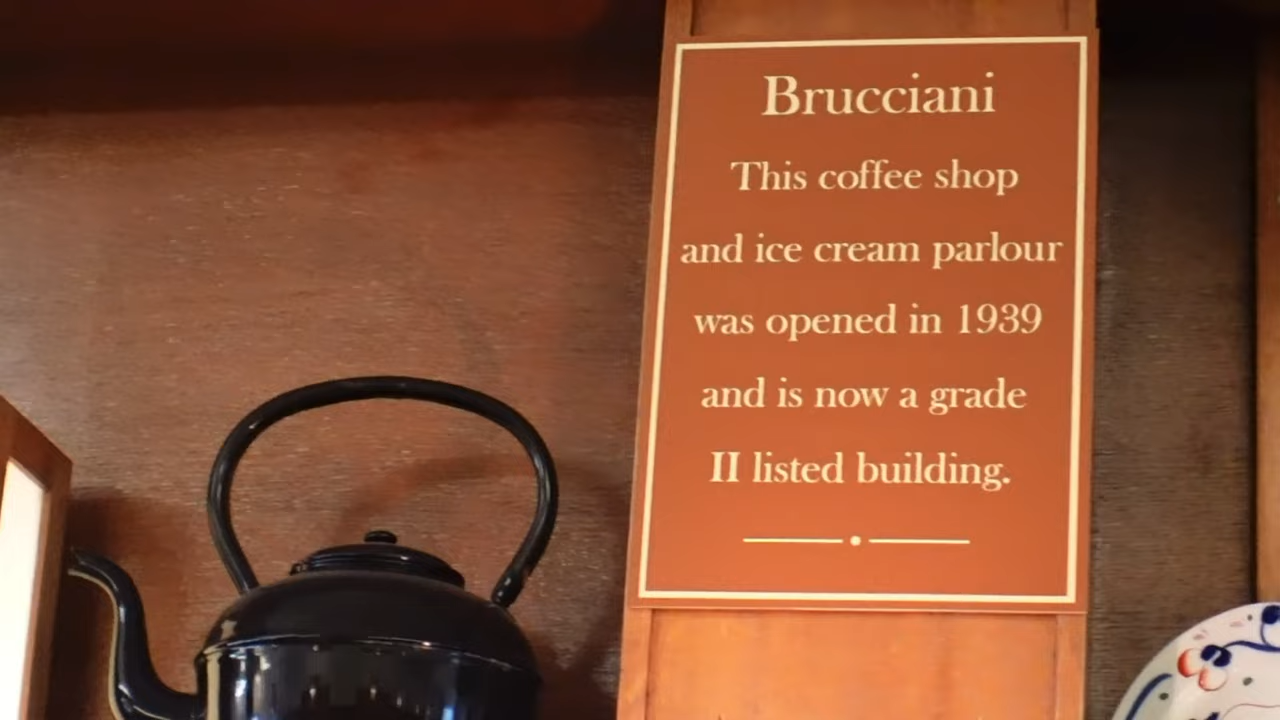 Brucciani
This coffee shop
and ice cream parlour
was opened in 1939
and is now a grade
II listed building.